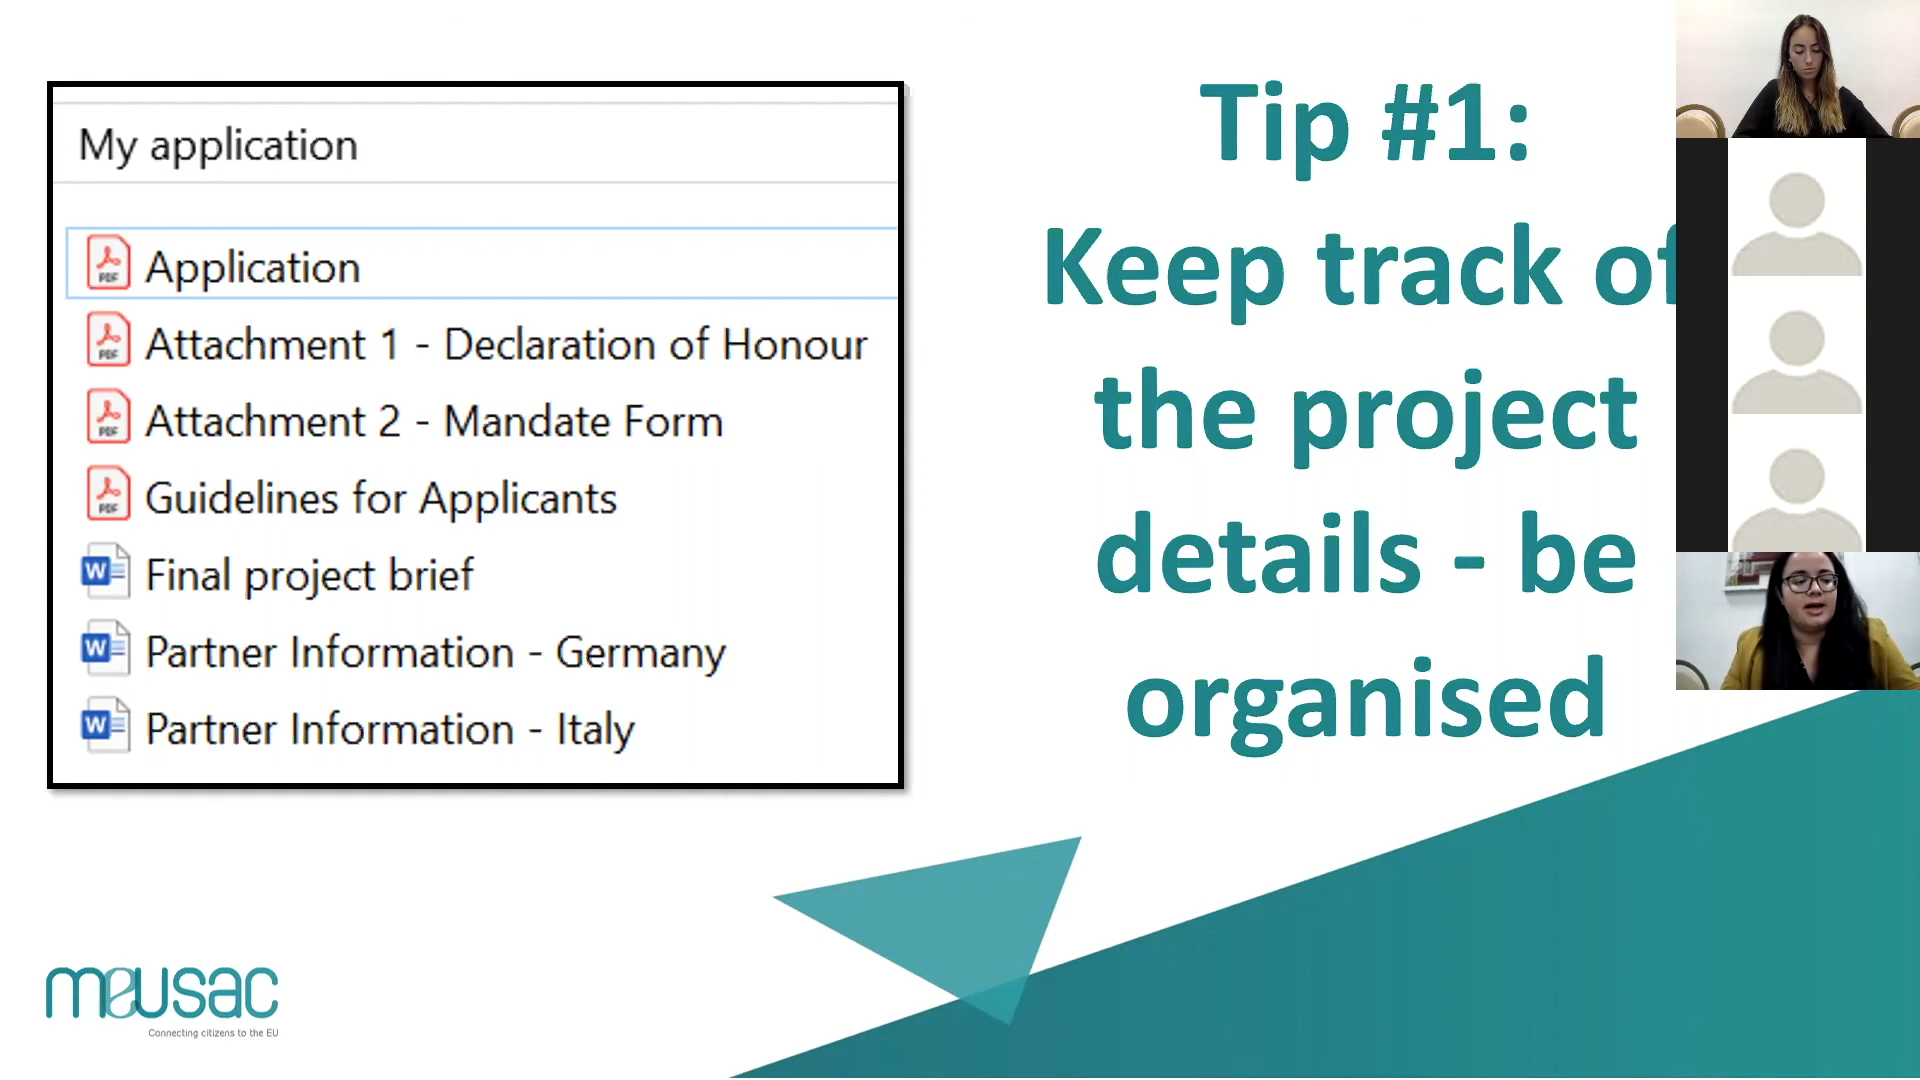 My application
Application
Attachment 1 - Declaration of Honour
Attachment 2 - Mandate Form
Guidelines for Applicants
Final project brief
Partner Information - Germany
Partner Information - Italy
Tip #1:
Keep track of
the project
details - be
organised
meusac
Connecting citizens to the EU